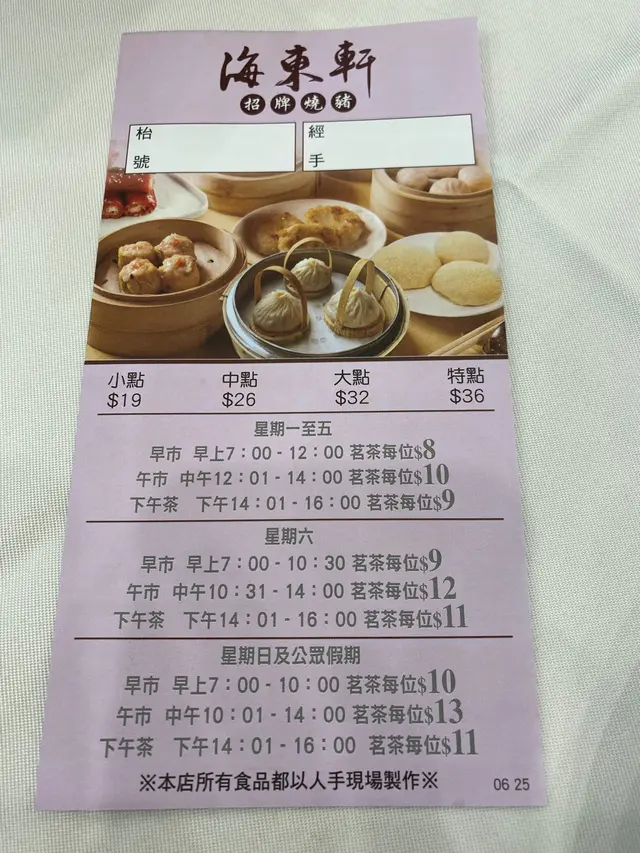 海東軒
招牌燒豬
枱號
經手
小點 中點 大點 特點
$19 $26 $32 $36
星期一至五
早市 早上7：00 - 12：00 茗茶每位$8
午市 中午12：01 - 14：00 茗茶每位$10
下午茶 下午14：01 - 16：00 茗茶每位$9
星期六
早市 早上7：00 - 10：30 茗茶每位$9
午市 中午10：31 - 14：00 茗茶每位$12
下午茶 下午14：01 - 16：00 茗茶每位$11
星期日及公眾假期
早市 早上7：00 - 10：00 茗茶每位$10
午市 中午10：01 - 14：00 茗茶每位$13
下午茶 下午14：01 - 16：00 茗茶每位$11
※本店所有食品都以人手現場製作※ 06 25